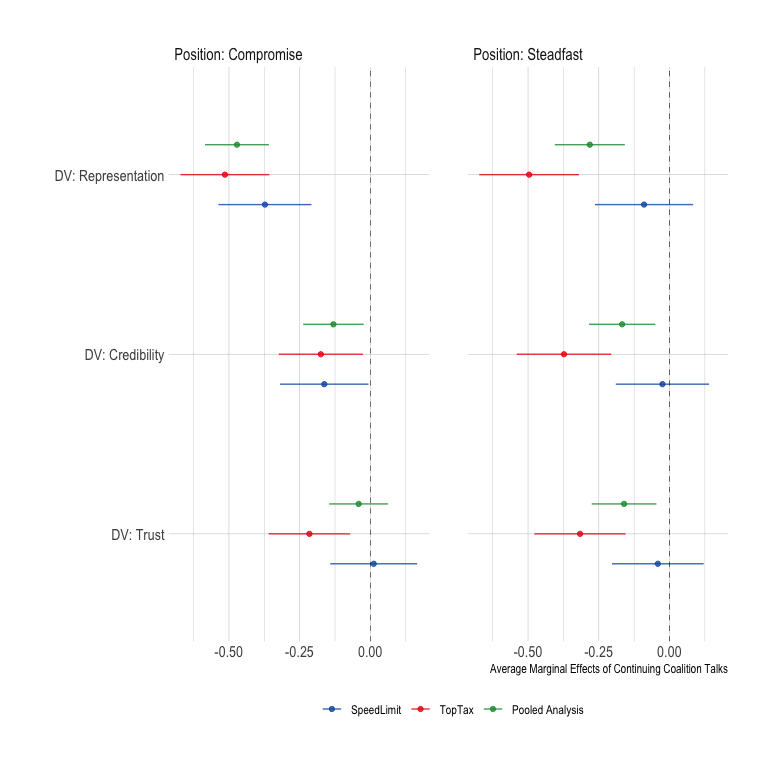 Position: Compromise
Position: Steadfast
DV: Representation
DV: Credibility
DV: Trust
-0.50 -0.25 0.00
-0.50 -0.25 0.00
Average Marginal Effects of Continuing Coalition Talks
SpeedLimit TopTax Pooled Analysis